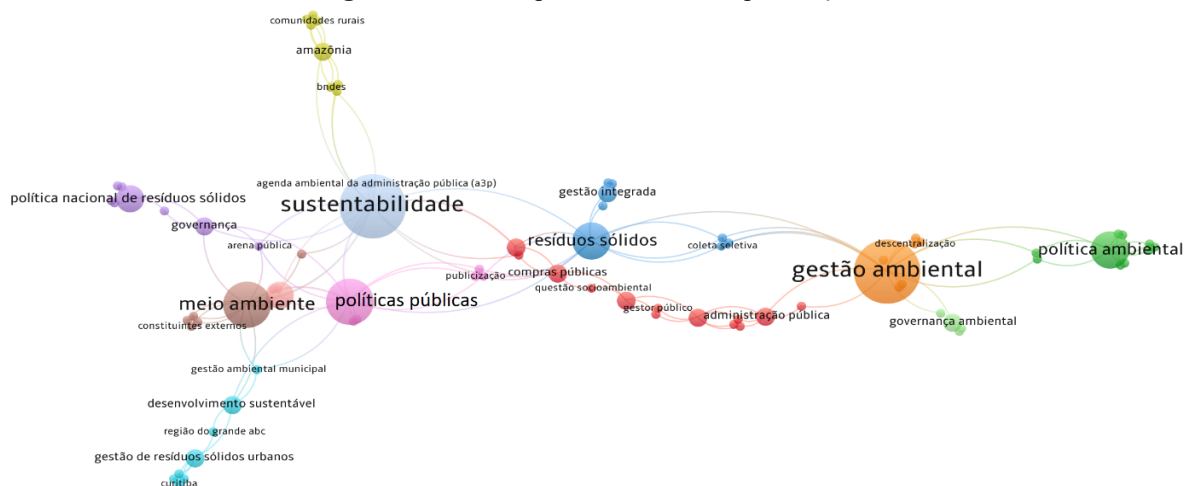 comunidades rurais
amazônia
bndes
agenda ambiental da administração pública (a3p)
sustentabilidade
política nacional de resíduos sólidos
governança
arena pública
gestão integrada
resíduos sólidos
coleta seletiva
descentralização
política ambiental
gestão ambiental
publicização
compras públicas
questão socioambiental
meio ambiente
políticas públicas
gestor público
administração pública
governança ambiental
constituintes externos
gestão ambiental municipal
desenvolvimento sustentável
região do grande abc
gestão de resíduos sólidos urbanos
curitiba